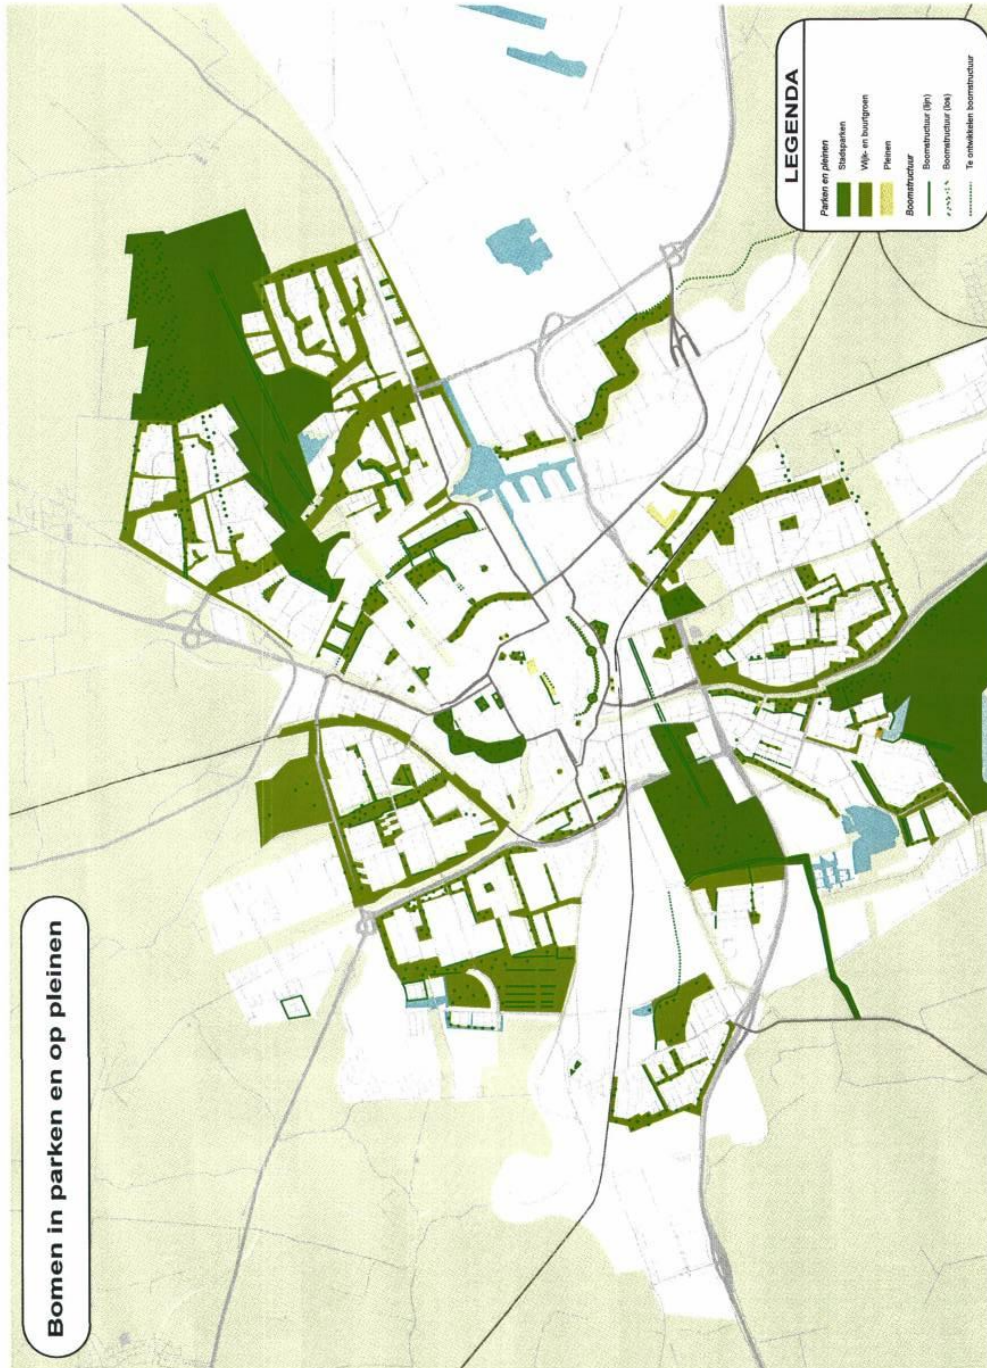 Bomen in parken en op pleinen
LEGENDA
Parken en pleinen
Stadsparken
Wijk- en buurtgroen
Pleinen
Boomstructuur
Boomstructuur (lijn)
Boomstructuur (los)
Te ontwikkelen boomstructuur